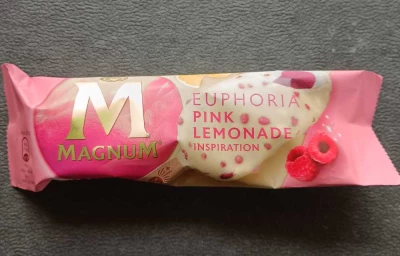 M
MAGNUM
EUPHORIA
PINK
LEMONADE
INSPIRATION